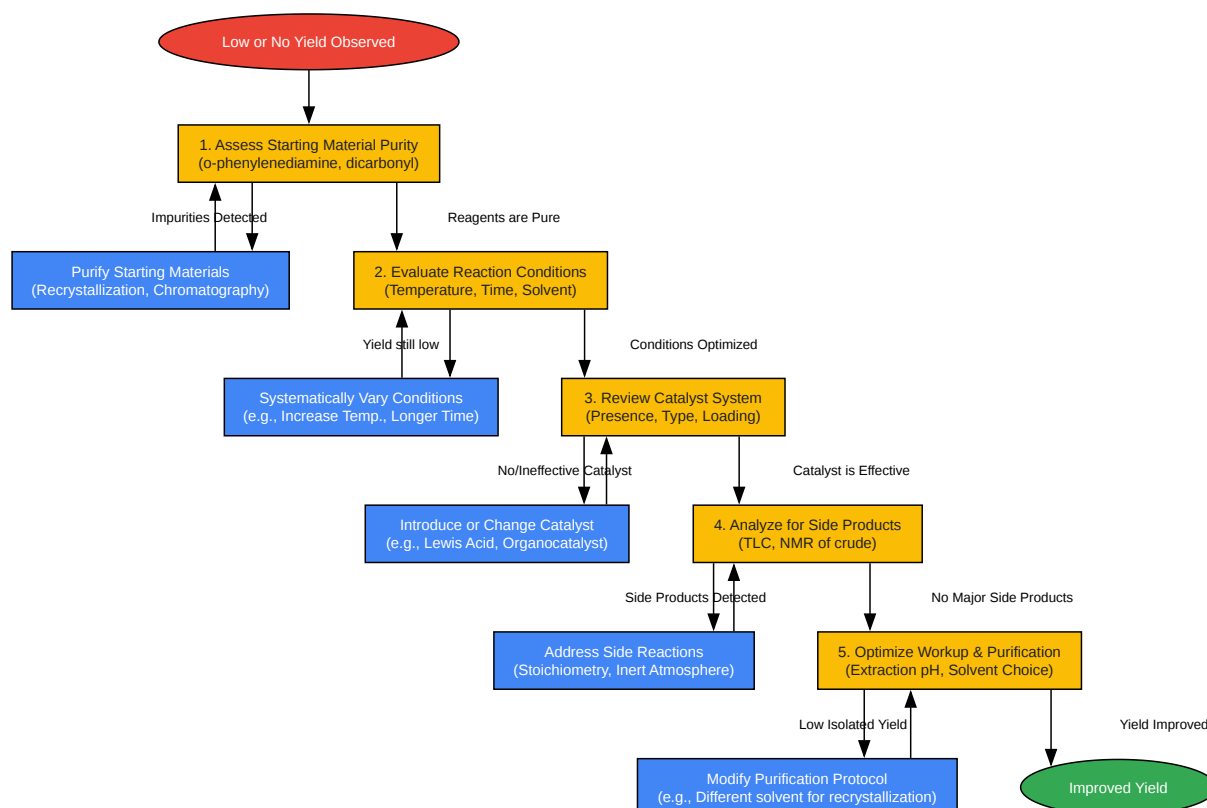 Low or No Yield Observed
1. Assess Starting Material Purity
(o-phenylenediamine, dicarbonyl)
Impurities Detected
Reagents are Pure
Purify Starting Materials
(Recrystallization, Chromatography)
2. Evaluate Reaction Conditions
(Temperature, Time, Solvent)
Yield still low
Conditions Optimized
Systematically Vary Conditions
(e.g., Increase Temp., Longer Time)
3. Review Catalyst System
(Presence, Type, Loading)
No/Ineffective Catalyst
Catalyst is Effective
Introduce or Change Catalyst
(e.g., Lewis Acid, Organocatalyst)
4. Analyze for Side Products
(TLC, NMR of crude)
Side Products Detected
No Major Side Products
Address Side Reactions
(Stoichiometry, Inert Atmosphere)
5. Optimize Workup & Purification
(Extraction pH, Solvent Choice)
Low Isolated Yield
Yield Improved
Modify Purification Protocol
(e.g., Different solvent for recrystallization)
Improved Yield